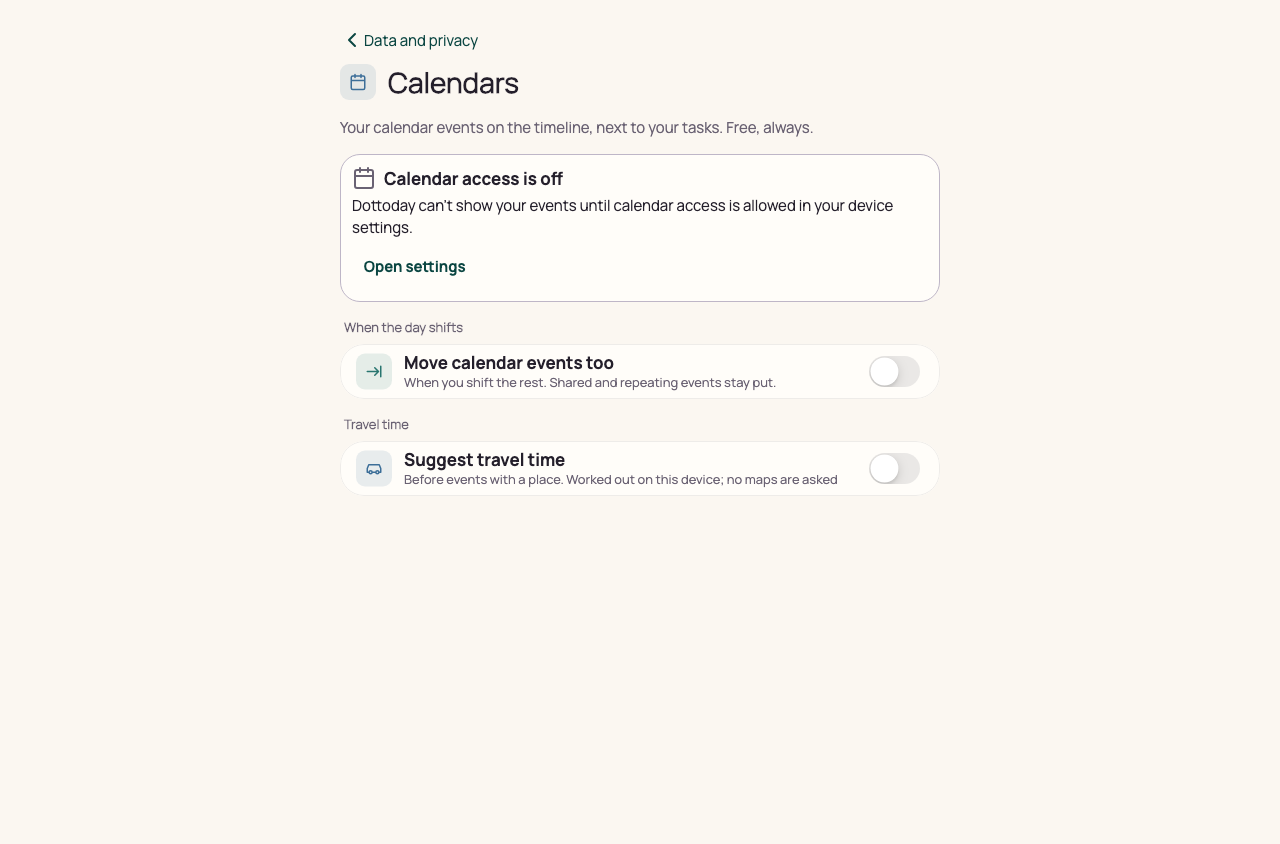 Data and privacy
Calendars
Your calendar events on the timeline, next to your tasks. Free, always.
Calendar access is off
Dottoday can't show your events until calendar access is allowed in your device
settings.
Open settings
When the day shifts
Move calendar events too
When you shift the rest. Shared and repeating events stay put.
Travel time
Suggest travel time
Before events with a place. Worked out on this device; no maps are asked